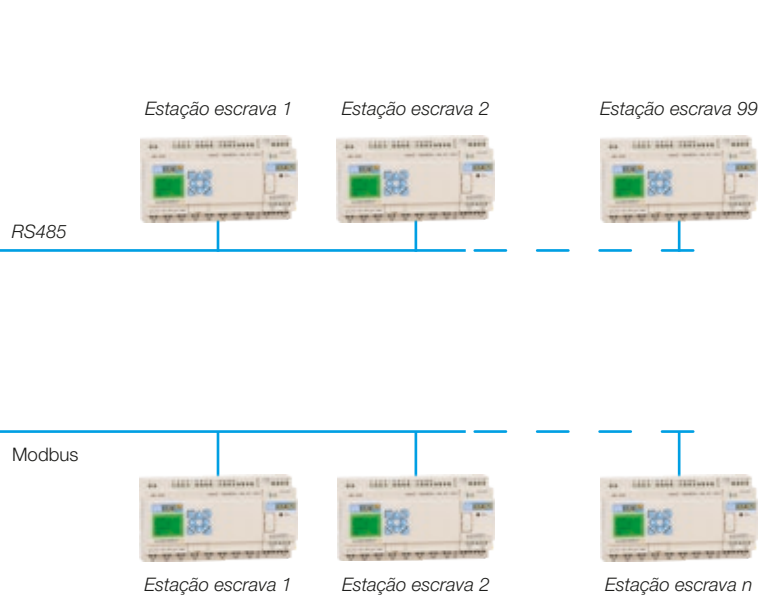 Estação escrava 1
Estação escrava 2
Estação escrava 99
RS485
Modbus
Estação escrava 1
Estação escrava 2
Estação escrava n